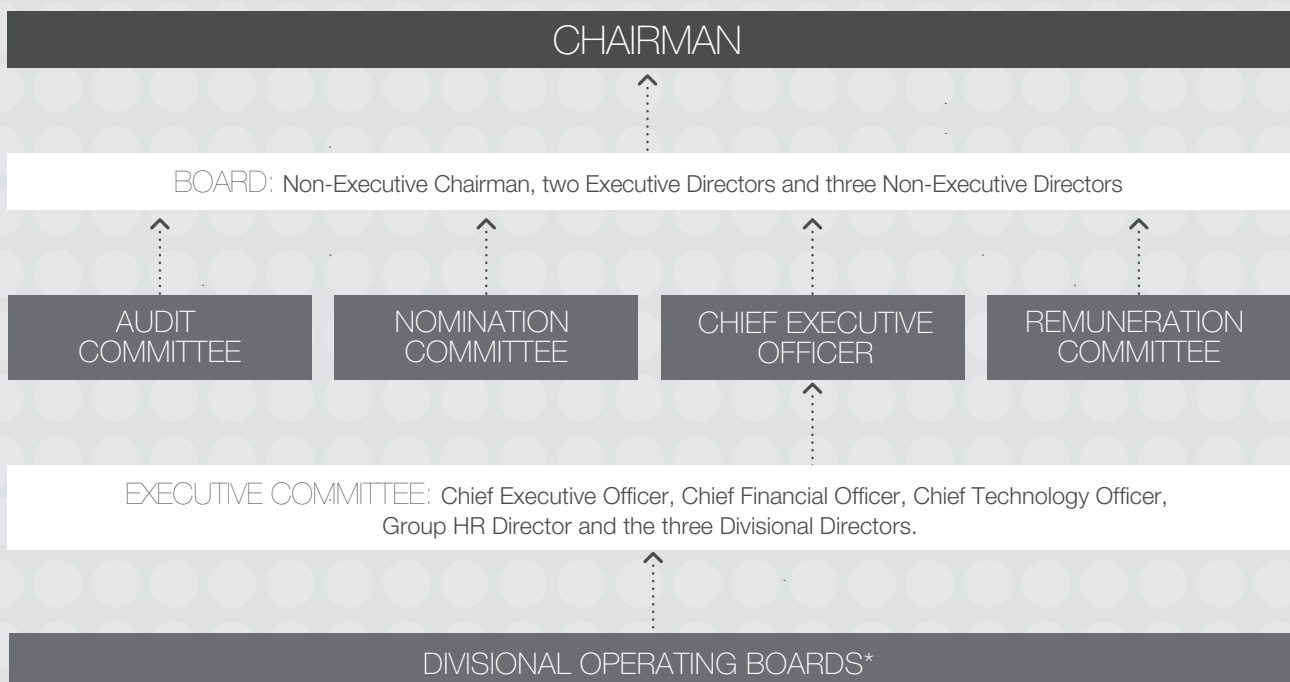 CHAIRMAN
BOARD: Non-Executive Chairman, two Executive Directors and three Non-Executive Directors
AUDIT
COMMITTEE
NOMINATION
COMMITTEE
CHIEF EXECUTIVE
OFFICER
REMUNERATION
COMMITTEE
EXECUTIVE COMMITTEE: Chief Executive Officer, Chief Financial Officer, Chief Technology Officer,
Group HR Director and the three Divisional Directors.
DIVISIONAL OPERATING BOARDS*